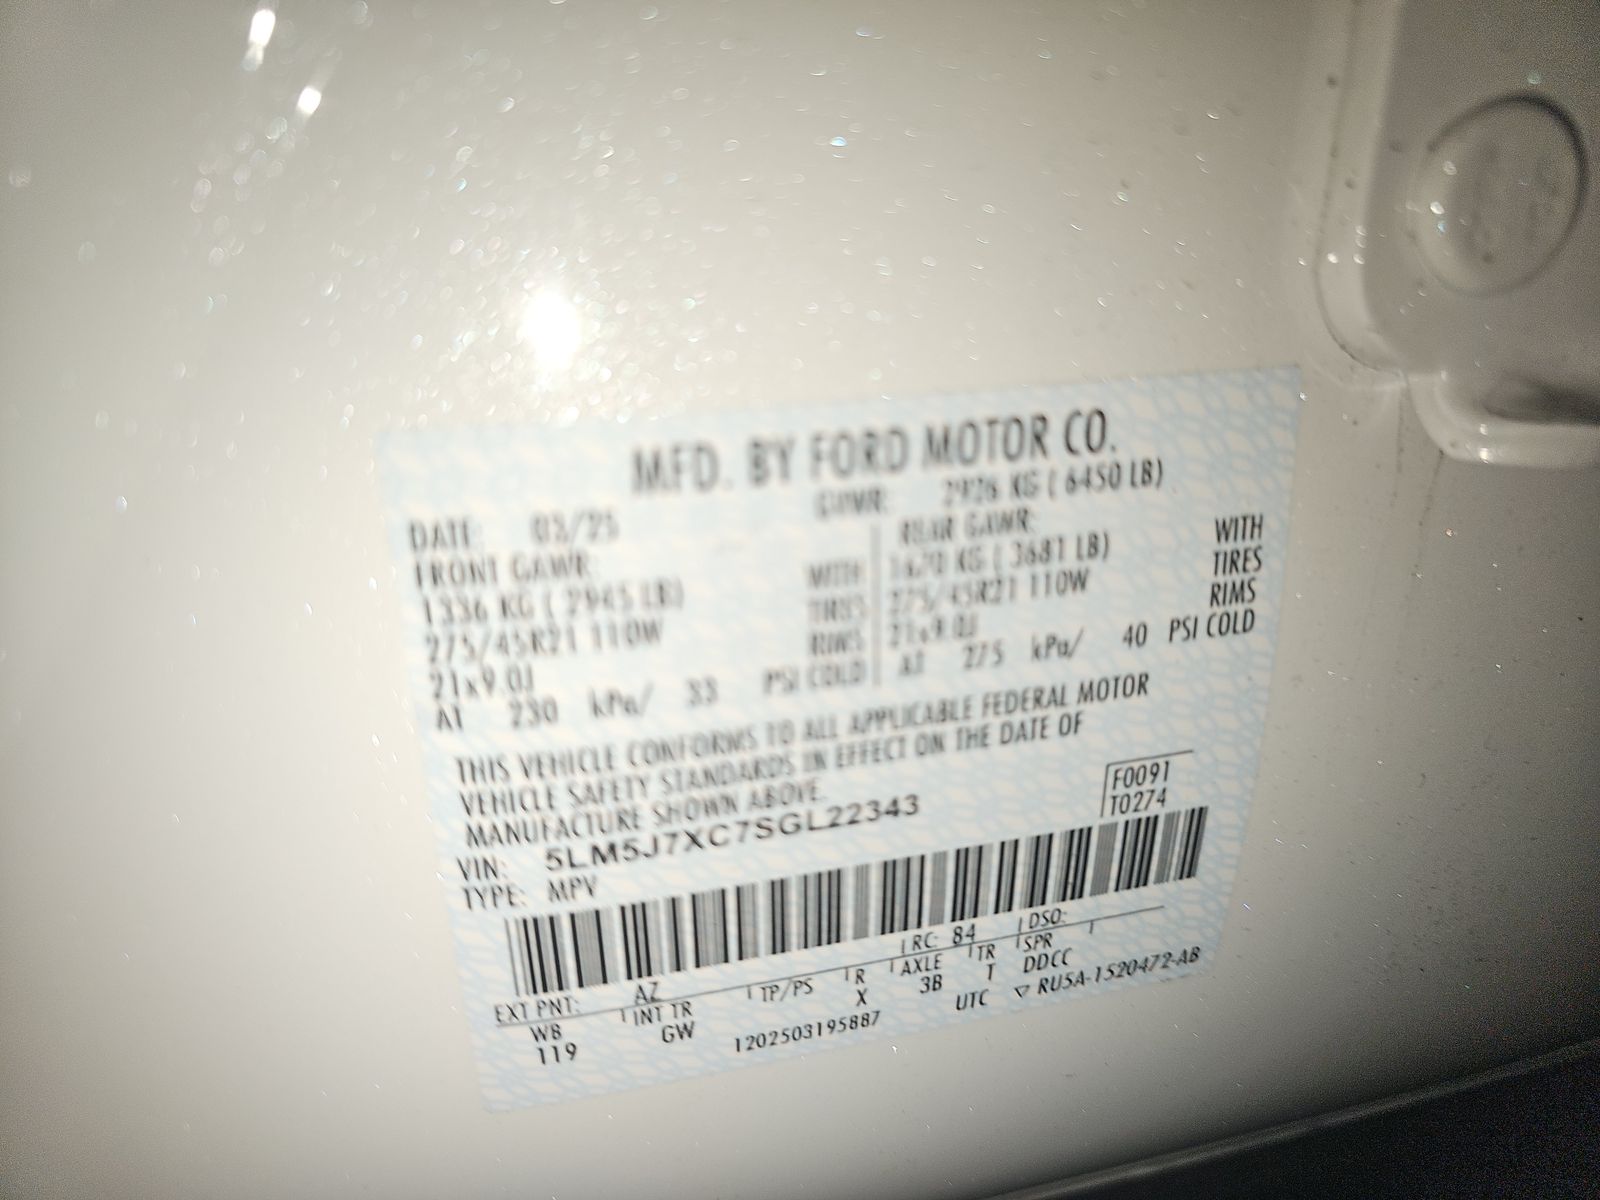 MFD. BY FORD MOTOR CO.
DATE: 03/25 GVWR: 2926 KG ( 6450 LB)
FRONT GAWR: REAR GAWR:
1336 KG ( 2945 LB) WITH 1670 KG ( 3681 LB) WITH
275/45R21 110W TIRES 275/45R21 110W TIRES
21x9.0J RIMS 21x9.0J RIMS
AT 230 kPa/ 33 PSI COLD AT 275 kPa/ 40 PSI COLD
THIS VEHICLE CONFORMS TO ALL APPLICABLE FEDERAL MOTOR
VEHICLE SAFETY STANDARDS IN EFFECT ON THE DATE OF
MANUFACTURE SHOWN ABOVE.
VIN: 5LM5J7XC7SGL22343 F0091
TYPE: MPV T0274
EXT PNT: AZ RC: 84 DSO:
WB INT TR TP/PS R AXLE TR SPR
119 GW X 3B T DDCC
1202503195887 UTC ▽ RU5A-1520472-AB